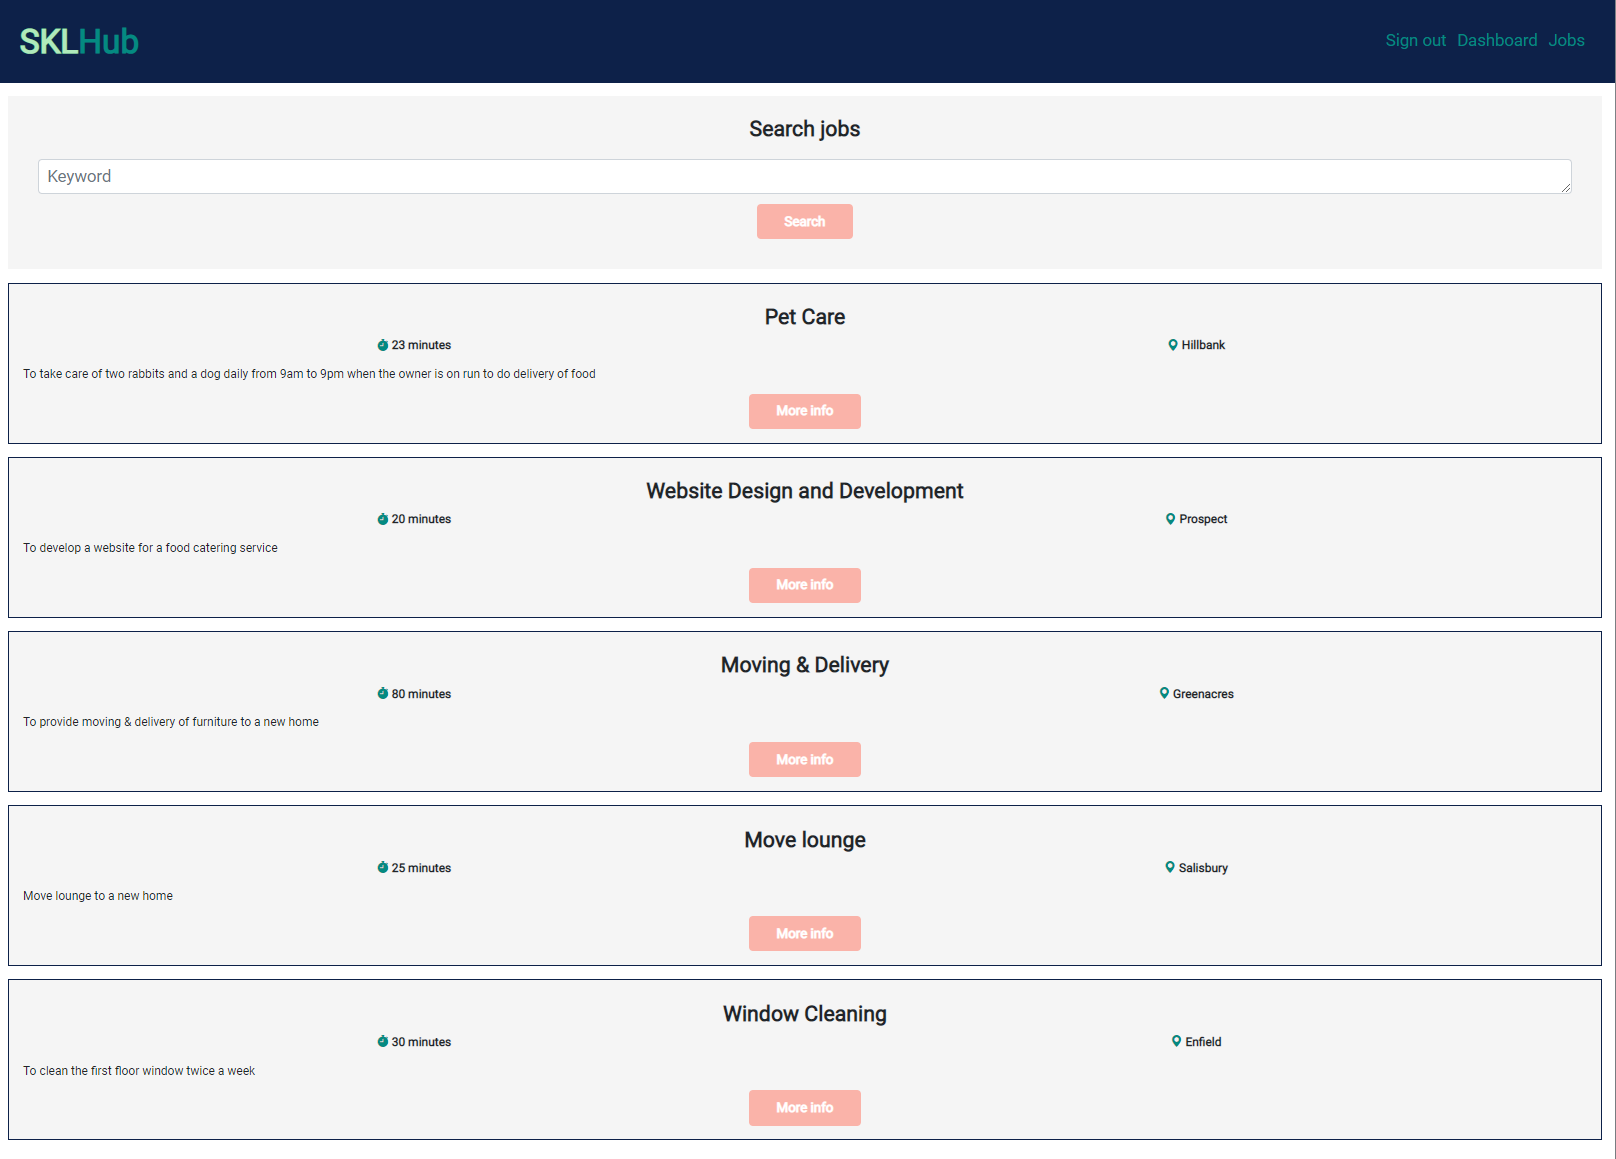 SKLHub
Sign out Dashboard Jobs
Search jobs
Keyword
Search
Pet Care
23 minutes Hillbank
To take care of two rabbits and a dog daily from 9am to 9pm when the owner is on run to do delivery of food
More info
Website Design and Development
20 minutes Prospect
To develop a website for a food catering service
More info
Moving & Delivery
80 minutes Greenacres
To provide moving & delivery of furniture to a new home
More info
Move lounge
25 minutes Salisbury
Move lounge to a new home
More info
Window Cleaning
30 minutes Enfield
To clean the first floor window twice a week
More info